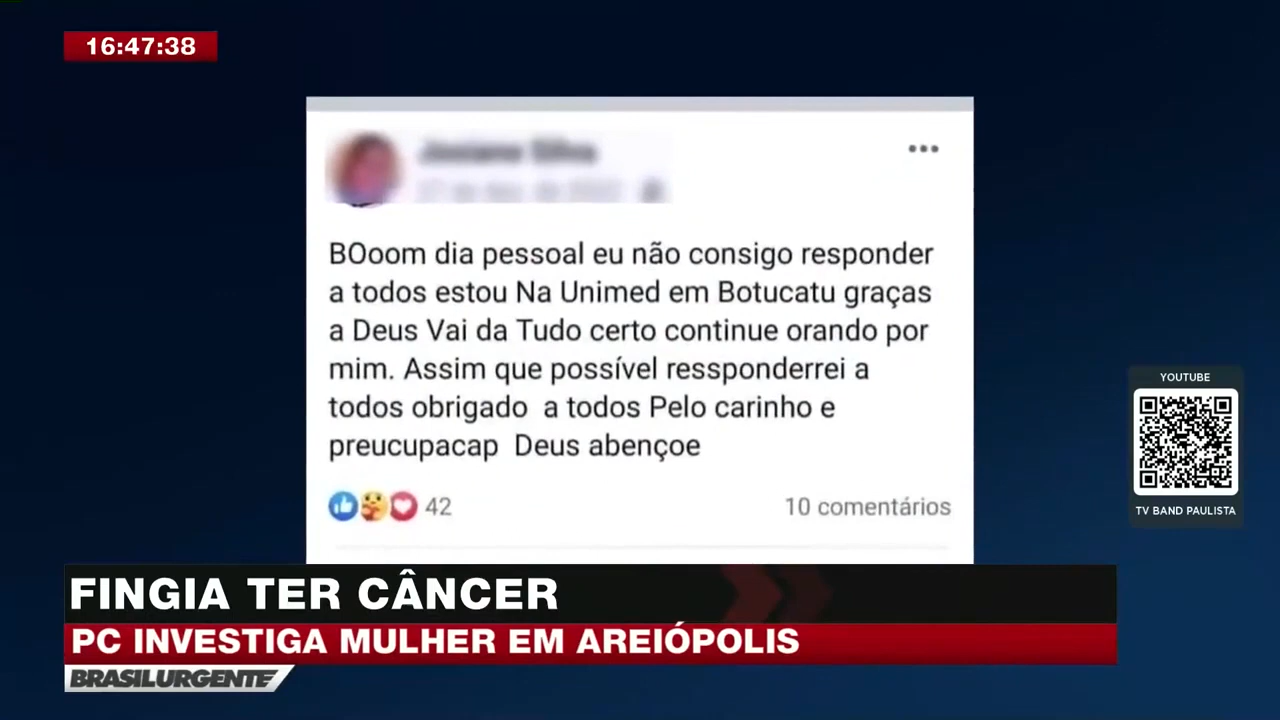 16:47:38
BOoom dia pessoal eu não consigo responder
a todos estou Na Unimed em Botucatu graças
a Deus Vai da Tudo certo continue orando por
mim. Assim que possível ressponderrei a
todos obrigado a todos Pelo carinho e
preucupacap Deus abençoe
42
10 comentários
YOUTUBE
TV BAND PAULISTA
FINGIA TER CÂNCER
PC INVESTIGA MULHER EM AREIÓPOLIS
BRASILURGENTE